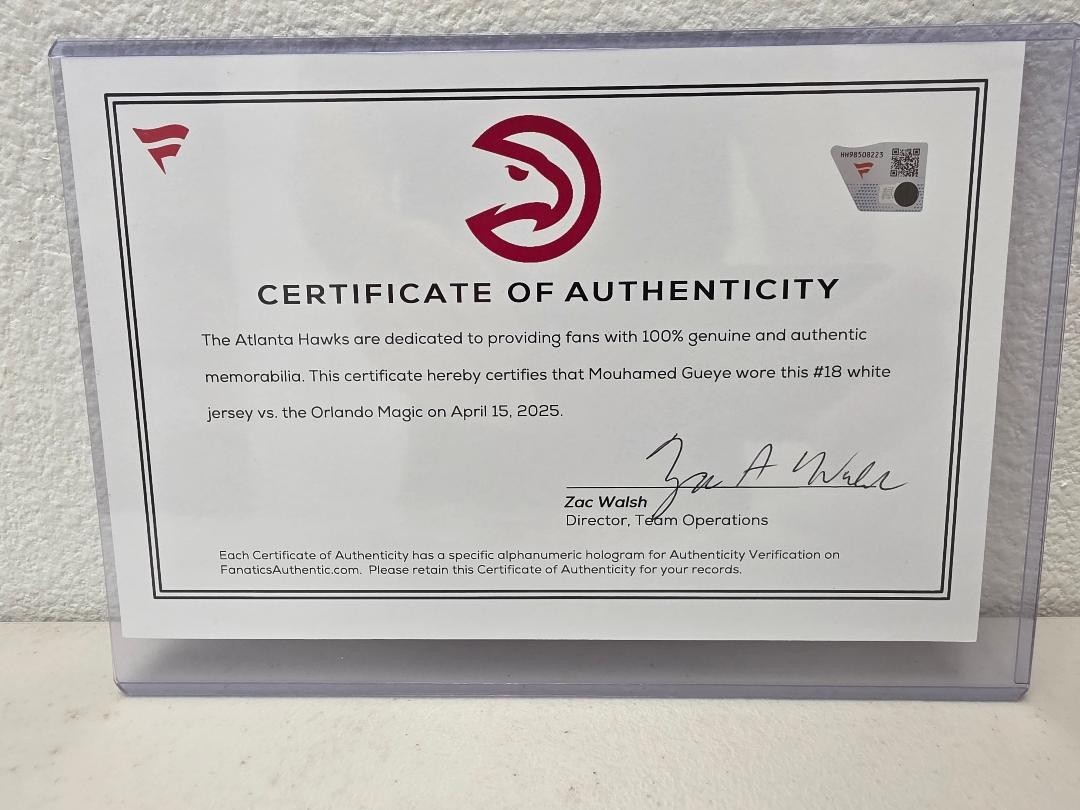 HH98508223
CERTIFICATE OF AUTHENTICITY
The Atlanta Hawks are dedicated to providing fans with 100% genuine and authentic
memorabilia. This certificate hereby certifies that Mouhamed Gueye wore this #18 white
jersey vs. the Orlando Magic on April 15, 2025.
Zac A Walsh
Zac Walsh
Director, Team Operations
Each Certificate of Authenticity has a specific alphanumeric hologram for Authenticity Verification on
FanaticsAuthentic.com. Please retain this Certificate of Authenticity for your records.